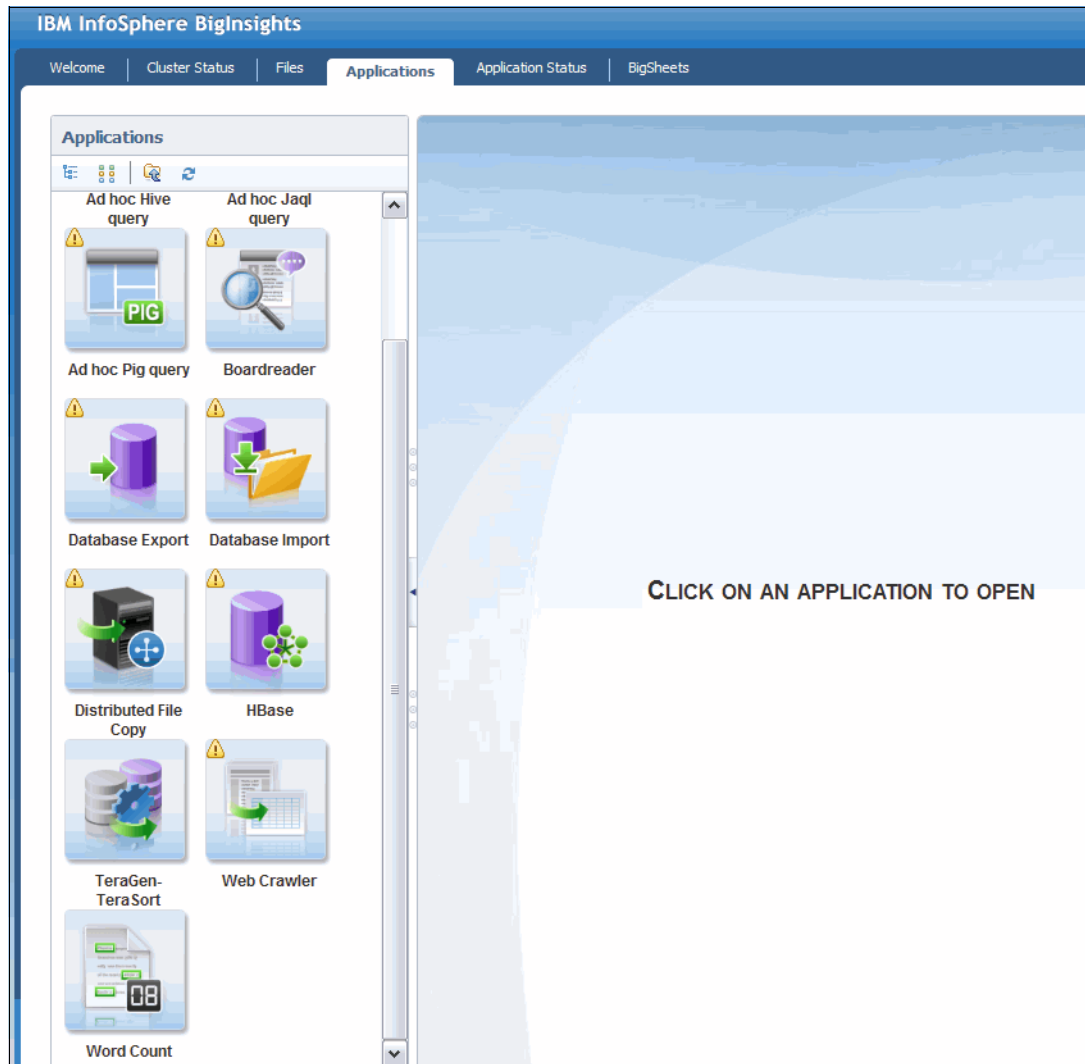 IBM InfoSphere BigInsights
Welcome
Cluster Status
Files
Applications
Application Status
BigSheets
Applications
Ad hoc Hive
query
Ad hoc Jaql
query
PIG
Ad hoc Pig query
Boardreader
Database Export
Database Import
Distributed File
Copy
HBase
TeraGen-
TeraSort
Web Crawler
08
Word Count
CLICK ON AN APPLICATION TO OPEN